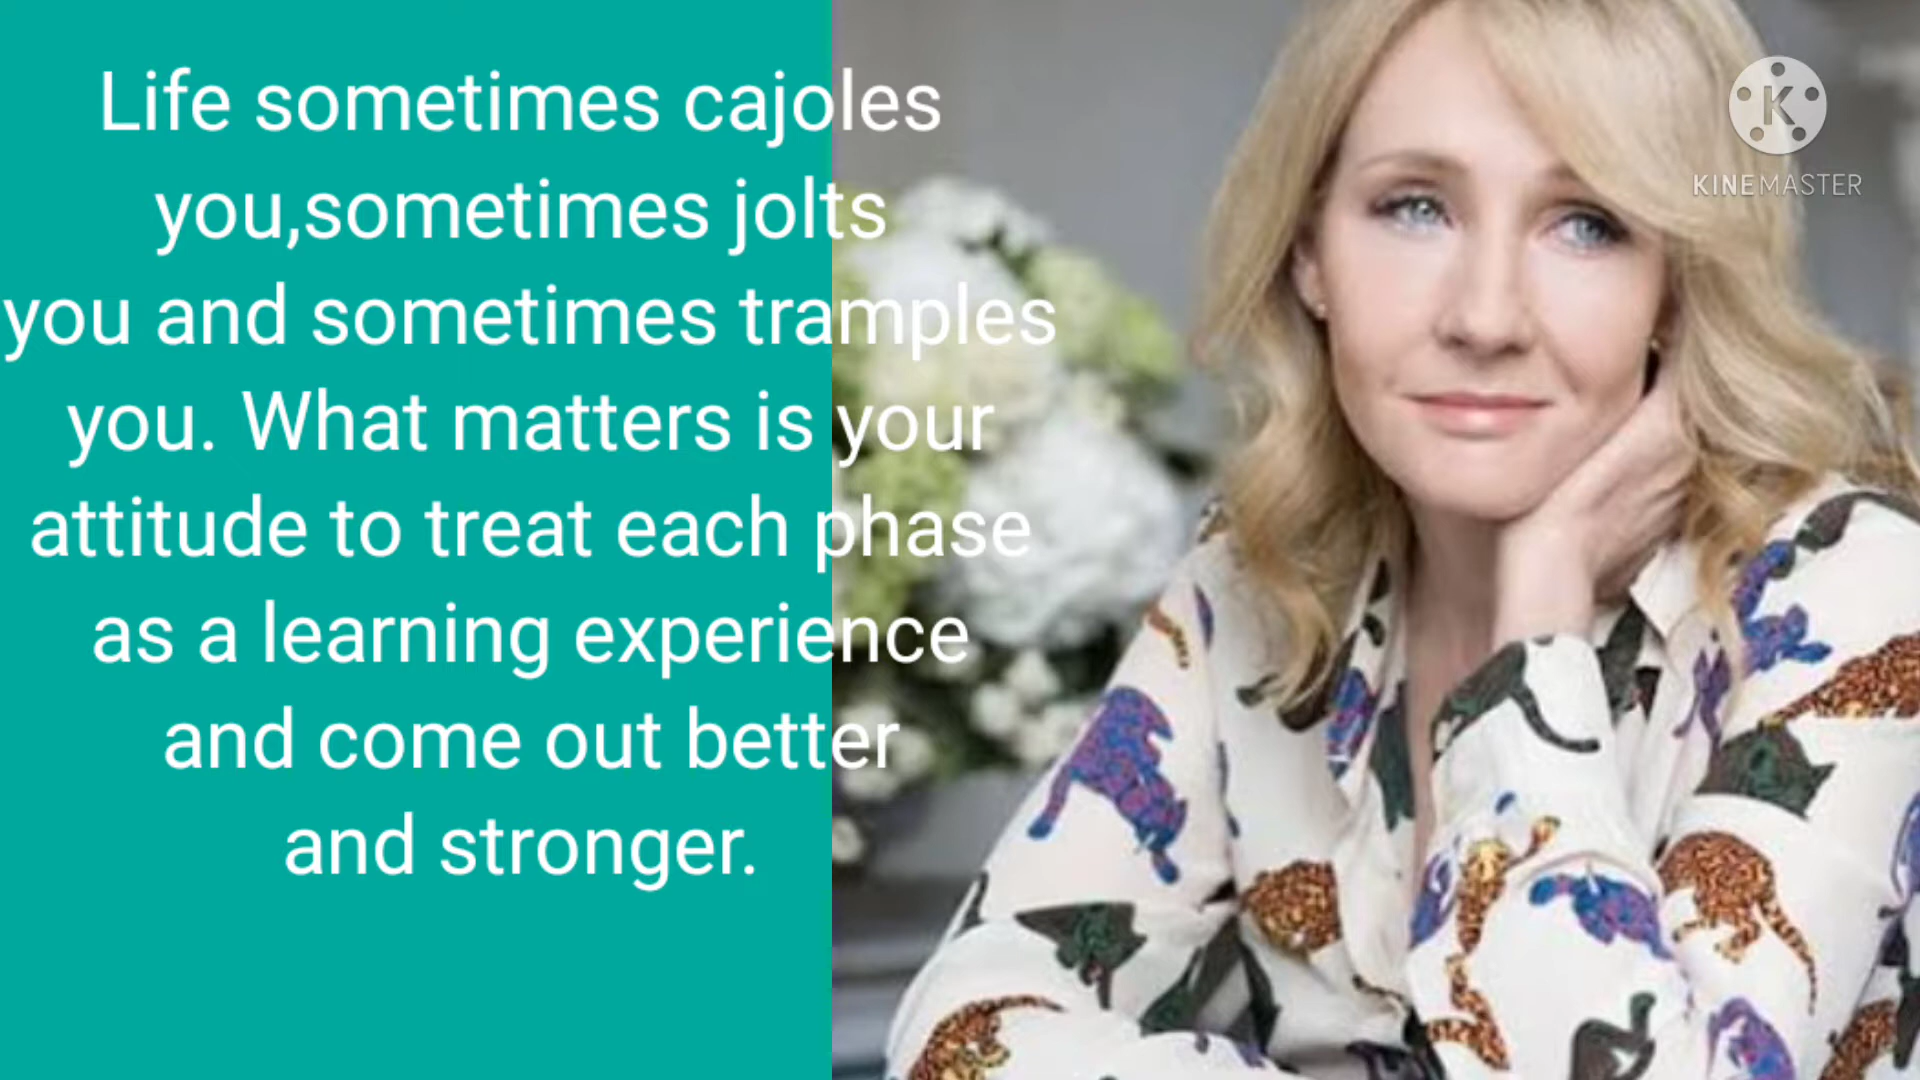 Life sometimes cajoles
you,sometimes jolts
you and sometimes tramples
you. What matters is your
attitude to treat each phase
as a learning experience
and come out better
and stronger.
K
KINEMASTER